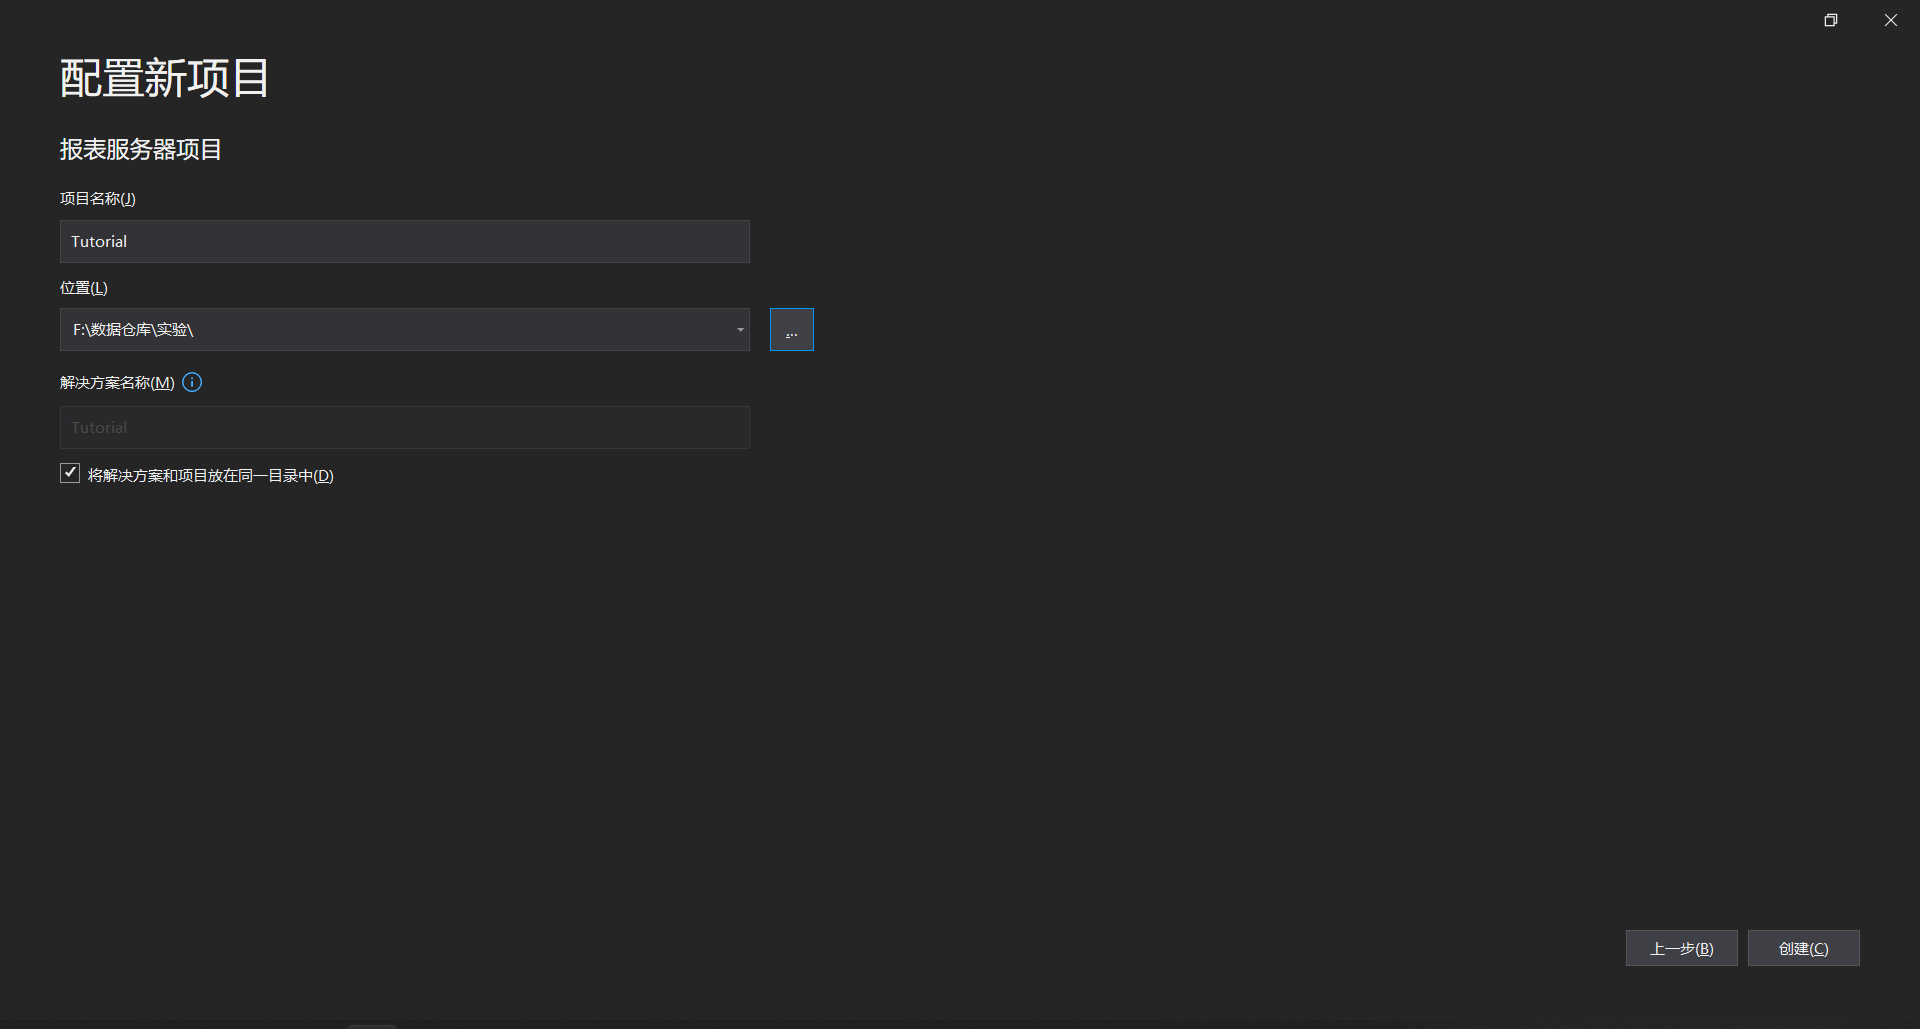 配置新项目
报表服务器项目
项目名称(J)
Tutorial
位置(L)
F:\数据仓库\实验\
...
解决方案名称(M)
Tutorial
将解决方案和项目放在同一目录中(D)
上一步(B)
创建(C)